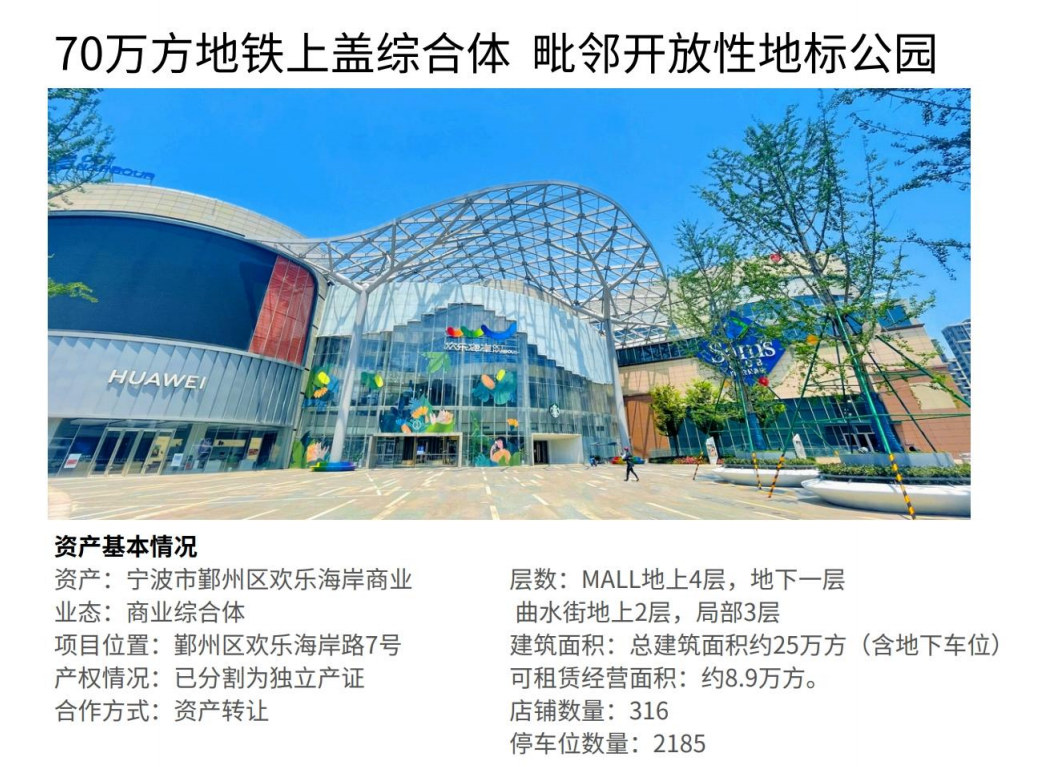 70万方地铁上盖综合体 毗邻开放性地标公园
HUAWEI
欢乐海岸
Sam's
资产基本情况
资产：宁波市鄞州区欢乐海岸商业
业态：商业综合体
项目位置：鄞州区欢乐海岸路7号
产权情况：已分割为独立产证
合作方式：资产转让
层数：MALL地上4层，地下一层
曲水街地上2层，局部3层
建筑面积：总建筑面积约25万方（含地下车位）
可租赁经营面积：约8.9万方。
店铺数量：316
停车位数量：2185